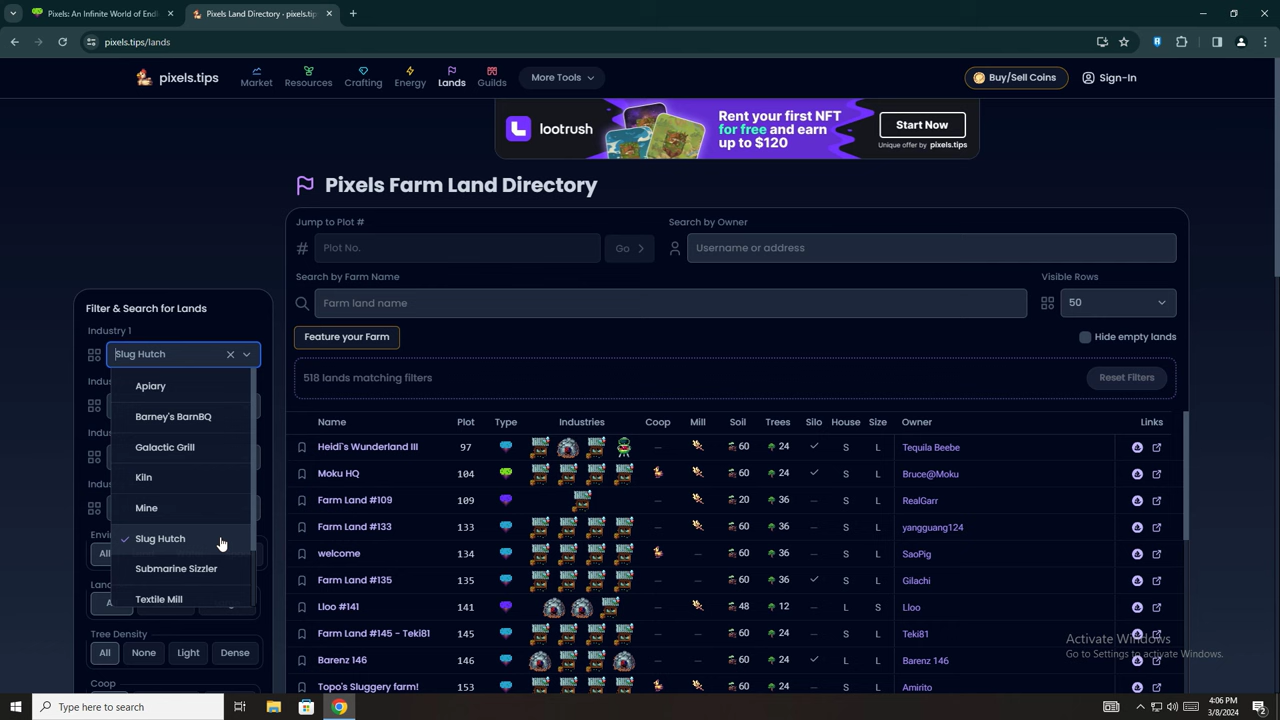 Pixels: An Infinite World of End
Pixels Land Directory - pixels.tip
pixels.tips/lands
pixels.tips
Market
Resources
Crafting
Energy
Lands
Guilds
More Tools
Buy/Sell Coins
Sign-In
lootrush
Rent your first NFT
for free and earn
up to $120
Start Now
Unique offer by pixels.tips
Pixels Farm Land Directory
Jump to Plot #
Search by Owner
Plot No.
Go
Username or address
Search by Farm Name
Visible Rows
Farm land name
50
Feature your Farm
Hide empty lands
518 lands matching filters
Reset Filters
Filter & Search for Lands
Industry 1
Slug Hutch
Indus
Indus
Indus
Envir
All
Land
Apiary
Barney's BarnBQ
Galactic Grill
Kiln
Mine
Slug Hutch
Submarine Sizzler
Textile Mill
Tree Density
All None Light Dense
Coop
Name Plot Type Industries Coop Mill Soil Trees Silo House Size Owner Links
Heidi`s Wunderland III 97 — 60 24 S L Tequila Beebe
Moku HQ 104 60 24 S L Bruce@Moku
Farm Land #109 109 — 20 36 — S L RealGarr
Farm Land #133 133 — 60 36 — S L yangguang124
welcome 134 — 60 36 — S L SaoPig
Farm Land #135 135 — 60 36 S L Gilachi
Lloo #141 141 — 48 12 — L S Lloo
Farm Land #145 - Teki81 145 — 60 24 — S L Teki81
Barenz 146 146 — — 60 24 L L Barenz 146
Topo's Sluggery farm! 153 60 24 — S L Amirito
Activate Windows
Go to Settings to activate Windows.
Type here to search
4:06 PM
3/8/2024
2